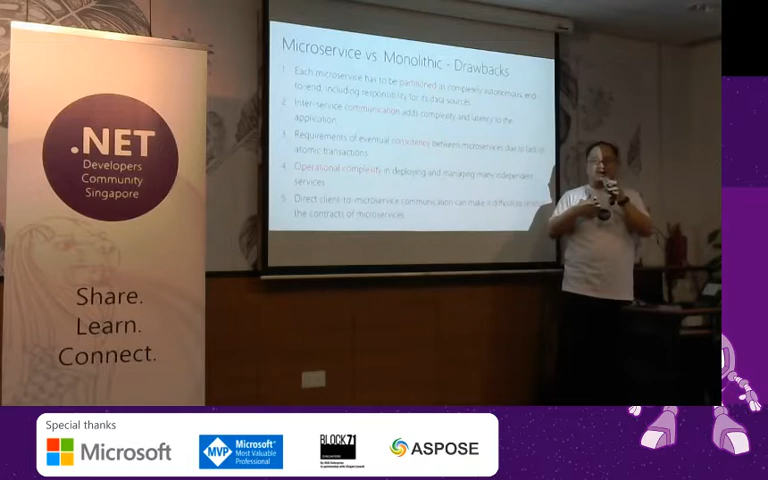 .NET
Developers
Community
Singapore
Share.
Learn.
Connect.
Microservice vs. Monolithic - Drawbacks
1. Each microservice has to be partitioned as completely autonomous, end-
to-end, including responsibility for its data sources.
2. Inter-service communication adds complexity and latency to the
application.
3. Requirements of eventual consistency between microservices due to lack of
atomic transactions.
4. Operational complexity in deploying and managing many independent
services.
5. Direct client-to-microservice communication can make it difficult to
the contracts of microservices.
Special thanks
Microsoft
MVP
Microsoft®
Most Valuable
Professional
BLOCK71
ASPOSE